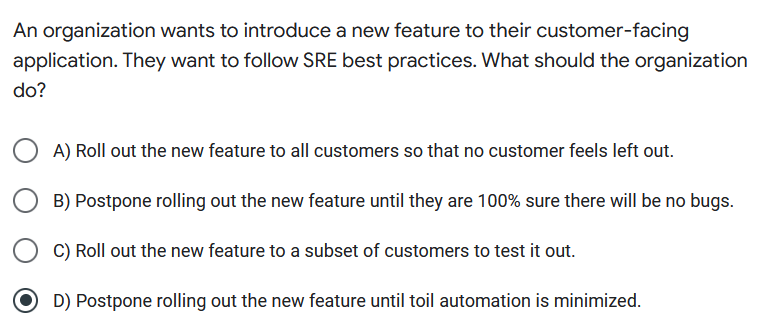 An organization wants to introduce a new feature to their customer-facing
application. They want to follow SRE best practices. What should the organization
do?
A) Roll out the new feature to all customers so that no customer feels left out.
B) Postpone rolling out the new feature until they are 100% sure there will be no bugs.
C) Roll out the new feature to a subset of customers to test it out.
D) Postpone rolling out the new feature until toil automation is minimized.